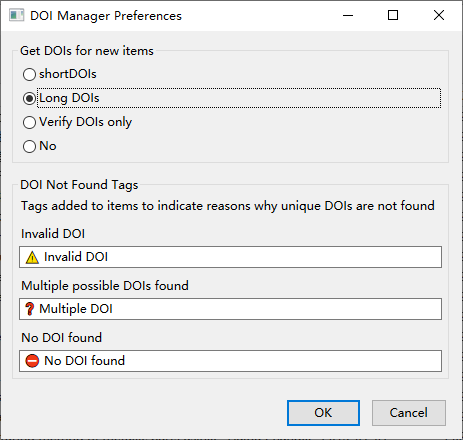 DOI Manager Preferences
Get DOIs for new items
shortDOIs
Long DOIs
Verify DOIs only
No
DOI Not Found Tags
Tags added to items to indicate reasons why unique DOIs are not found
Invalid DOI
⚠️ Invalid DOI
Multiple possible DOIs found
❓ Multiple DOI
No DOI found
⛔ No DOI found
OK Cancel